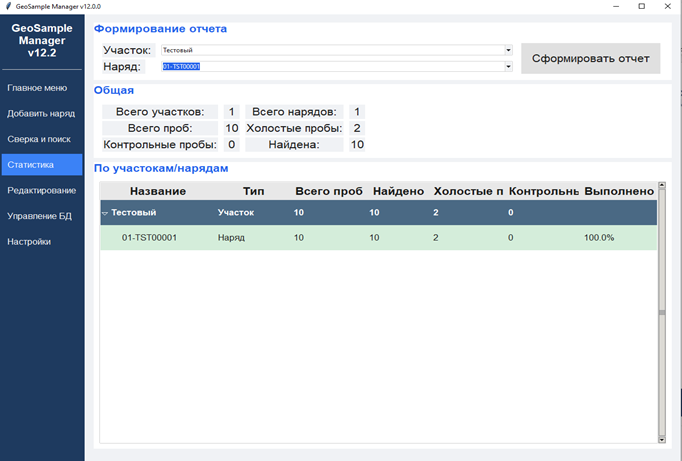 GeoSample Manager v12.0.0
GeoSample
Manager
v12.2
Главное меню
Добавить наряд
Сверка и поиск
Статистика
Редактирование
Управление БД
Настройки
Формирование отчета
Участок: Тестовый
Наряд: 01-TST00001
Сформировать отчет
Общая
Всего участков: 1 Всего нарядов: 1
Всего проб: 10 Холостые пробы: 2
Контрольные пробы: 0 Найдена: 10
По участокам/нарядам
Название Тип Всего проб Найдено Холостые п Контрольнь Выполнено
Тестовый Участок 10 10 2 0
01-TST00001 Наряд 10 10 2 0 100.0%